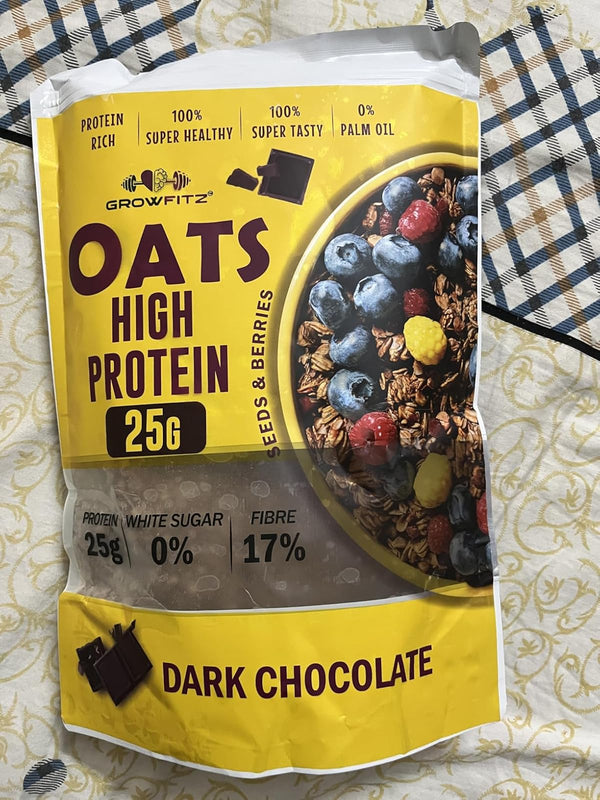 PROTEIN RICH
100% SUPER HEALTHY
100% SUPER TASTY
0% PALM OIL
GROWFITZ
OATS
HIGH
PROTEIN
25G
SEEDS & BERRIES
PROTEIN
25g
WHITE SUGAR
0%
FIBRE
17%
DARK CHOCOLATE